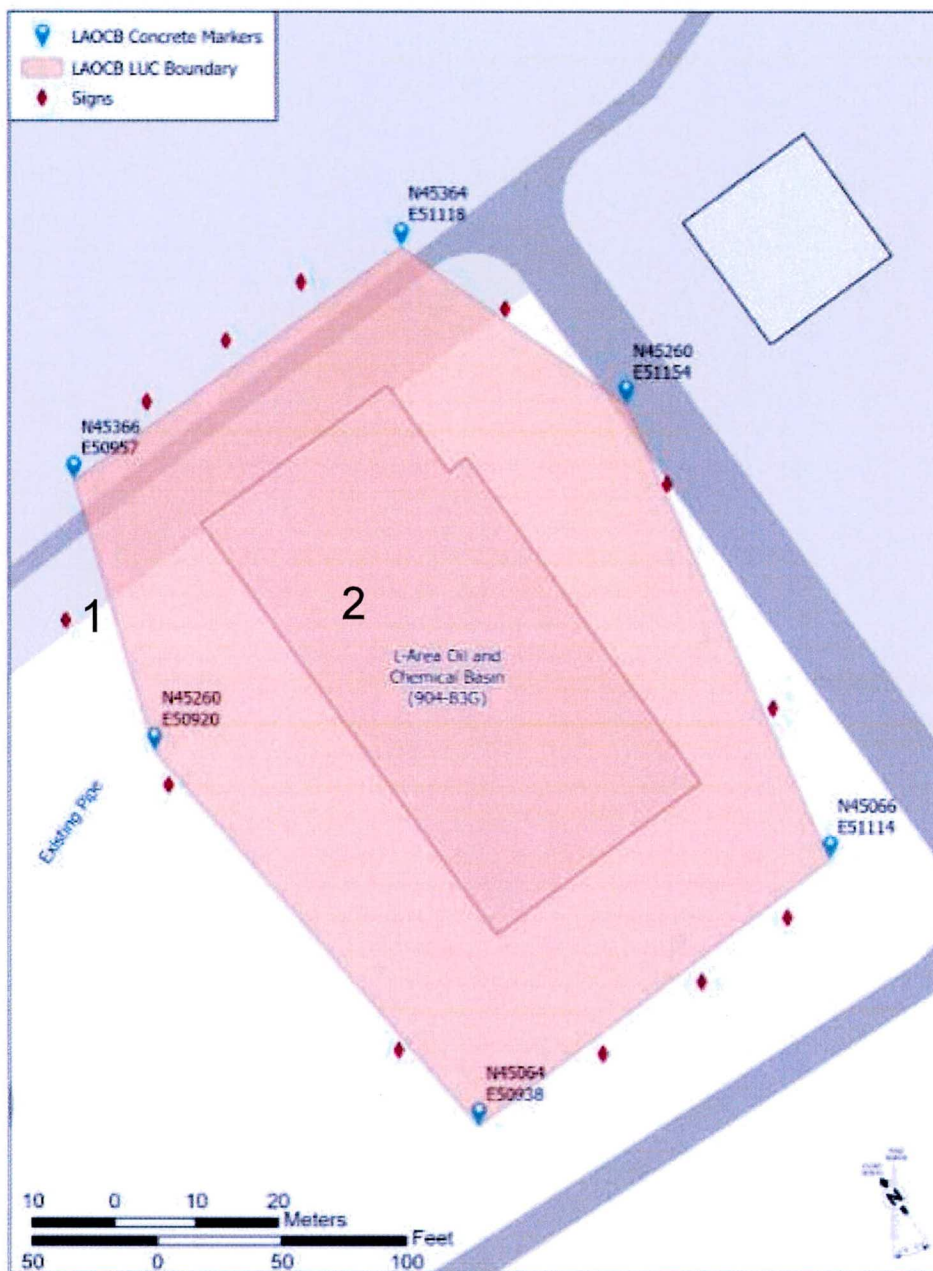 LAOCB Concrete Markers
LAOCB LUC Boundary
Signs
N45364
E51118
N45260
E51154
N45366
E50957
1
2
L-Area Oil and
Chemical Basin
(904-83G)
N45260
E50920
Existing Pipe
N45066
E51114
N45064
E50938
10 0 10 20
Meters
Feet
50 0 50 100
N